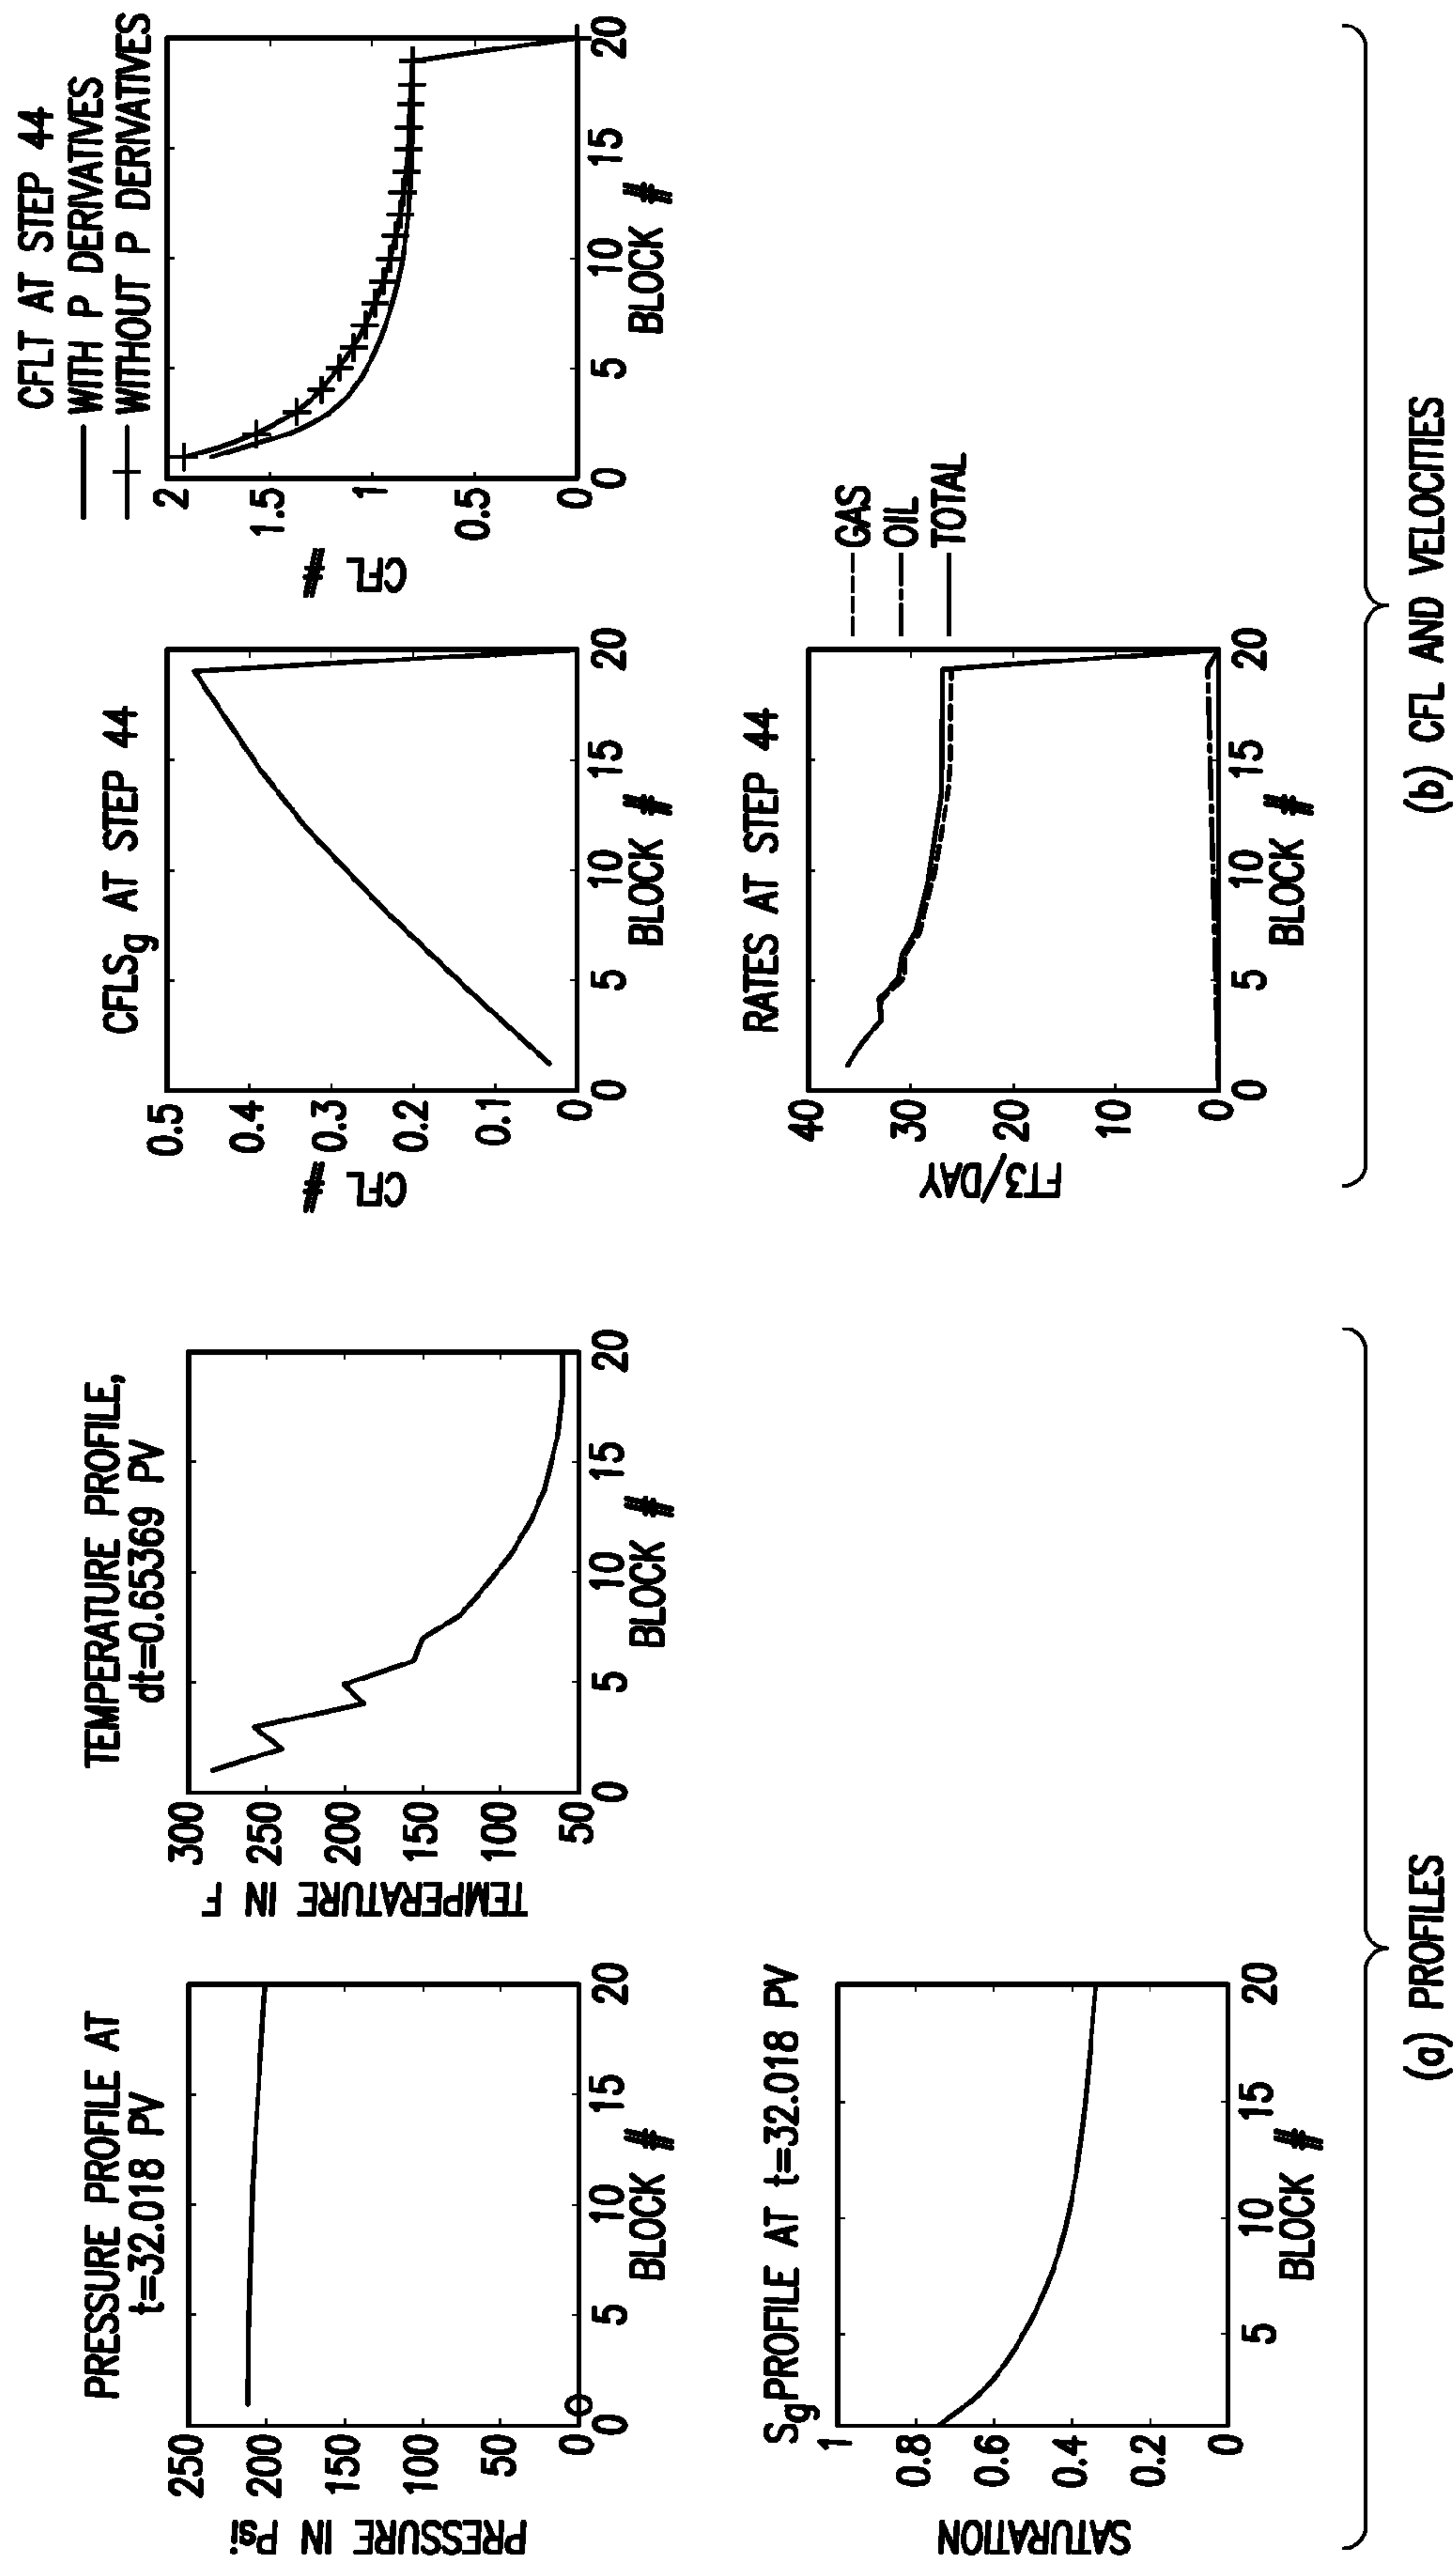 PRESSURE PROFILE AT
t=32.018 PV
PRESSURE IN Psi
250
200
150
100
50
0
0 5 10 15 20
BLOCK #
TEMPERATURE PROFILE,
dt=0.65369 PV
TEMPERATURE IN F
300
250
200
150
100
50
0 5 10 15 20
BLOCK #
SgPROFILE AT t=32.018 PV
SATURATION
1
0.8
0.6
0.4
0.2
0
5 10 15 20
BLOCK #
(a) PROFILES
CFLSg AT STEP 44
CFL #
0.5
0.4
0.3
0.2
0.1
0
0 5 10 15 20
BLOCK #
CFLT AT STEP 44
WITH P DERIVATIVES
WITHOUT P DERIVATIVES
CFL #
2
1.5
1
0.5
0
0 5 10 15 20
BLOCK #
RATES AT STEP 44
FT3/DAY
40
30
20
10
0
0 5 10 15 20
BLOCK #
GAS
OIL
TOTAL
(b) CFL AND VELOCITIES